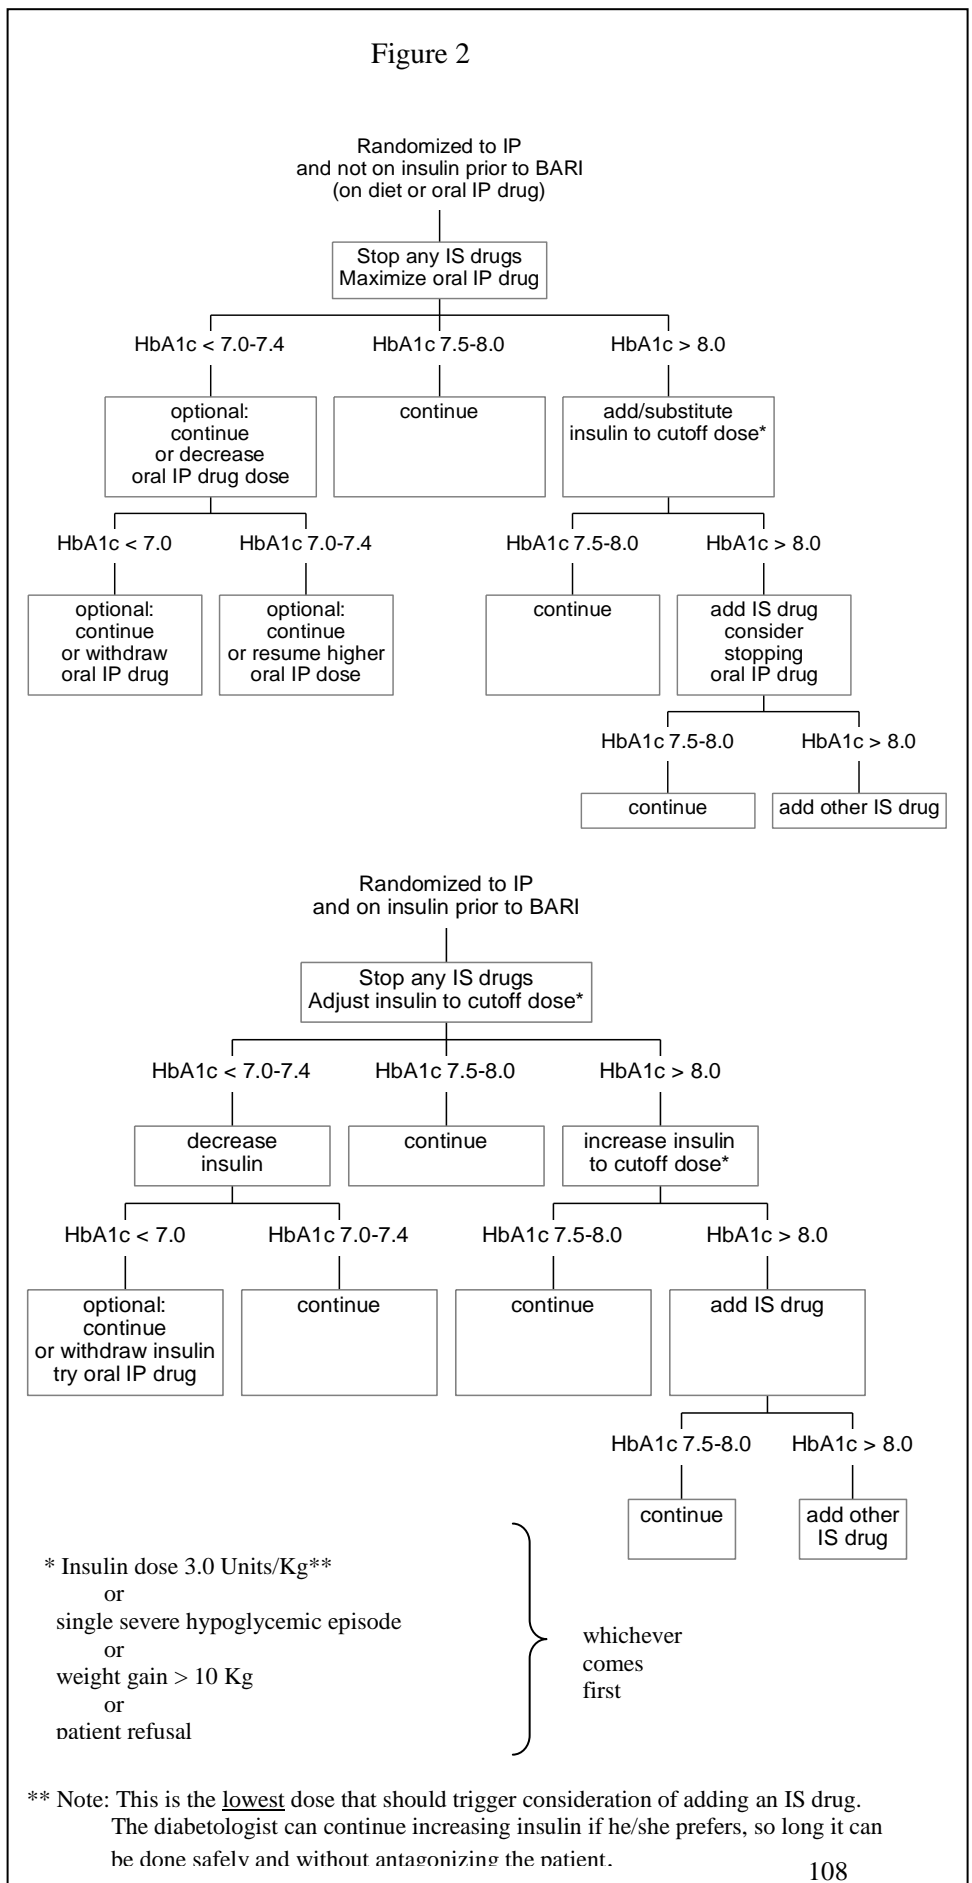 Figure 2
Randomized to IP
and not on insulin prior to BARI
(on diet or oral IP drug)
Stop any IS drugs
Maximize oral IP drug
HbA1c < 7.0-7.4
HbA1c 7.5-8.0
HbA1c > 8.0
optional:
continue
or decrease
oral IP drug dose
continue
add/substitute
insulin to cutoff dose*
HbA1c < 7.0
HbA1c 7.0-7.4
HbA1c 7.5-8.0
HbA1c > 8.0
optional:
continue
or withdraw
oral IP drug
optional:
continue
or resume higher
oral IP dose
continue
add IS drug
consider
stopping
oral IP drug
HbA1c 7.5-8.0
HbA1c > 8.0
continue
add other IS drug
Randomized to IP
and on insulin prior to BARI
Stop any IS drugs
Adjust insulin to cutoff dose*
HbA1c < 7.0-7.4
HbA1c 7.5-8.0
HbA1c > 8.0
decrease
insulin
continue
increase insulin
to cutoff dose*
HbA1c < 7.0
HbA1c 7.0-7.4
HbA1c 7.5-8.0
HbA1c > 8.0
optional:
continue
or withdraw insulin
try oral IP drug
continue
continue
add IS drug
HbA1c 7.5-8.0
HbA1c > 8.0
continue
add other
IS drug
* Insulin dose 3.0 Units/Kg**
or
single severe hypoglycemic episode
or
weight gain > 10 Kg
or
patient refusal
whichever
comes
first
** Note: This is the lowest dose that should trigger consideration of adding an IS drug.
The diabetologist can continue increasing insulin if he/she prefers, so long it can
be done safely and without antagonizing the patient.
108